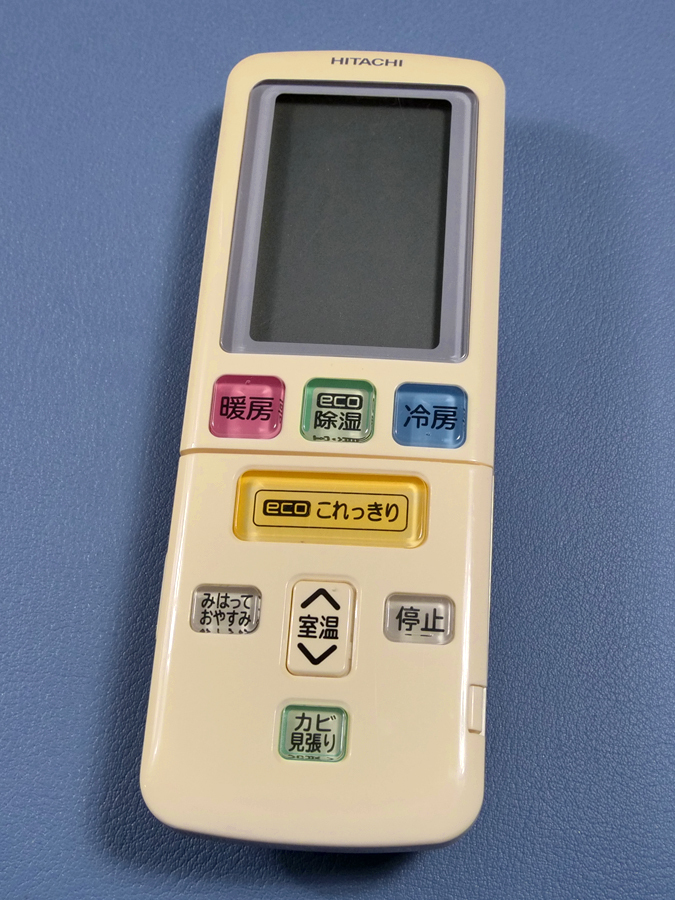 HITACHI
暖房
eco
除湿
冷房
eco これっきり
みはって
おやすみ
室温
停止
カビ
見張り